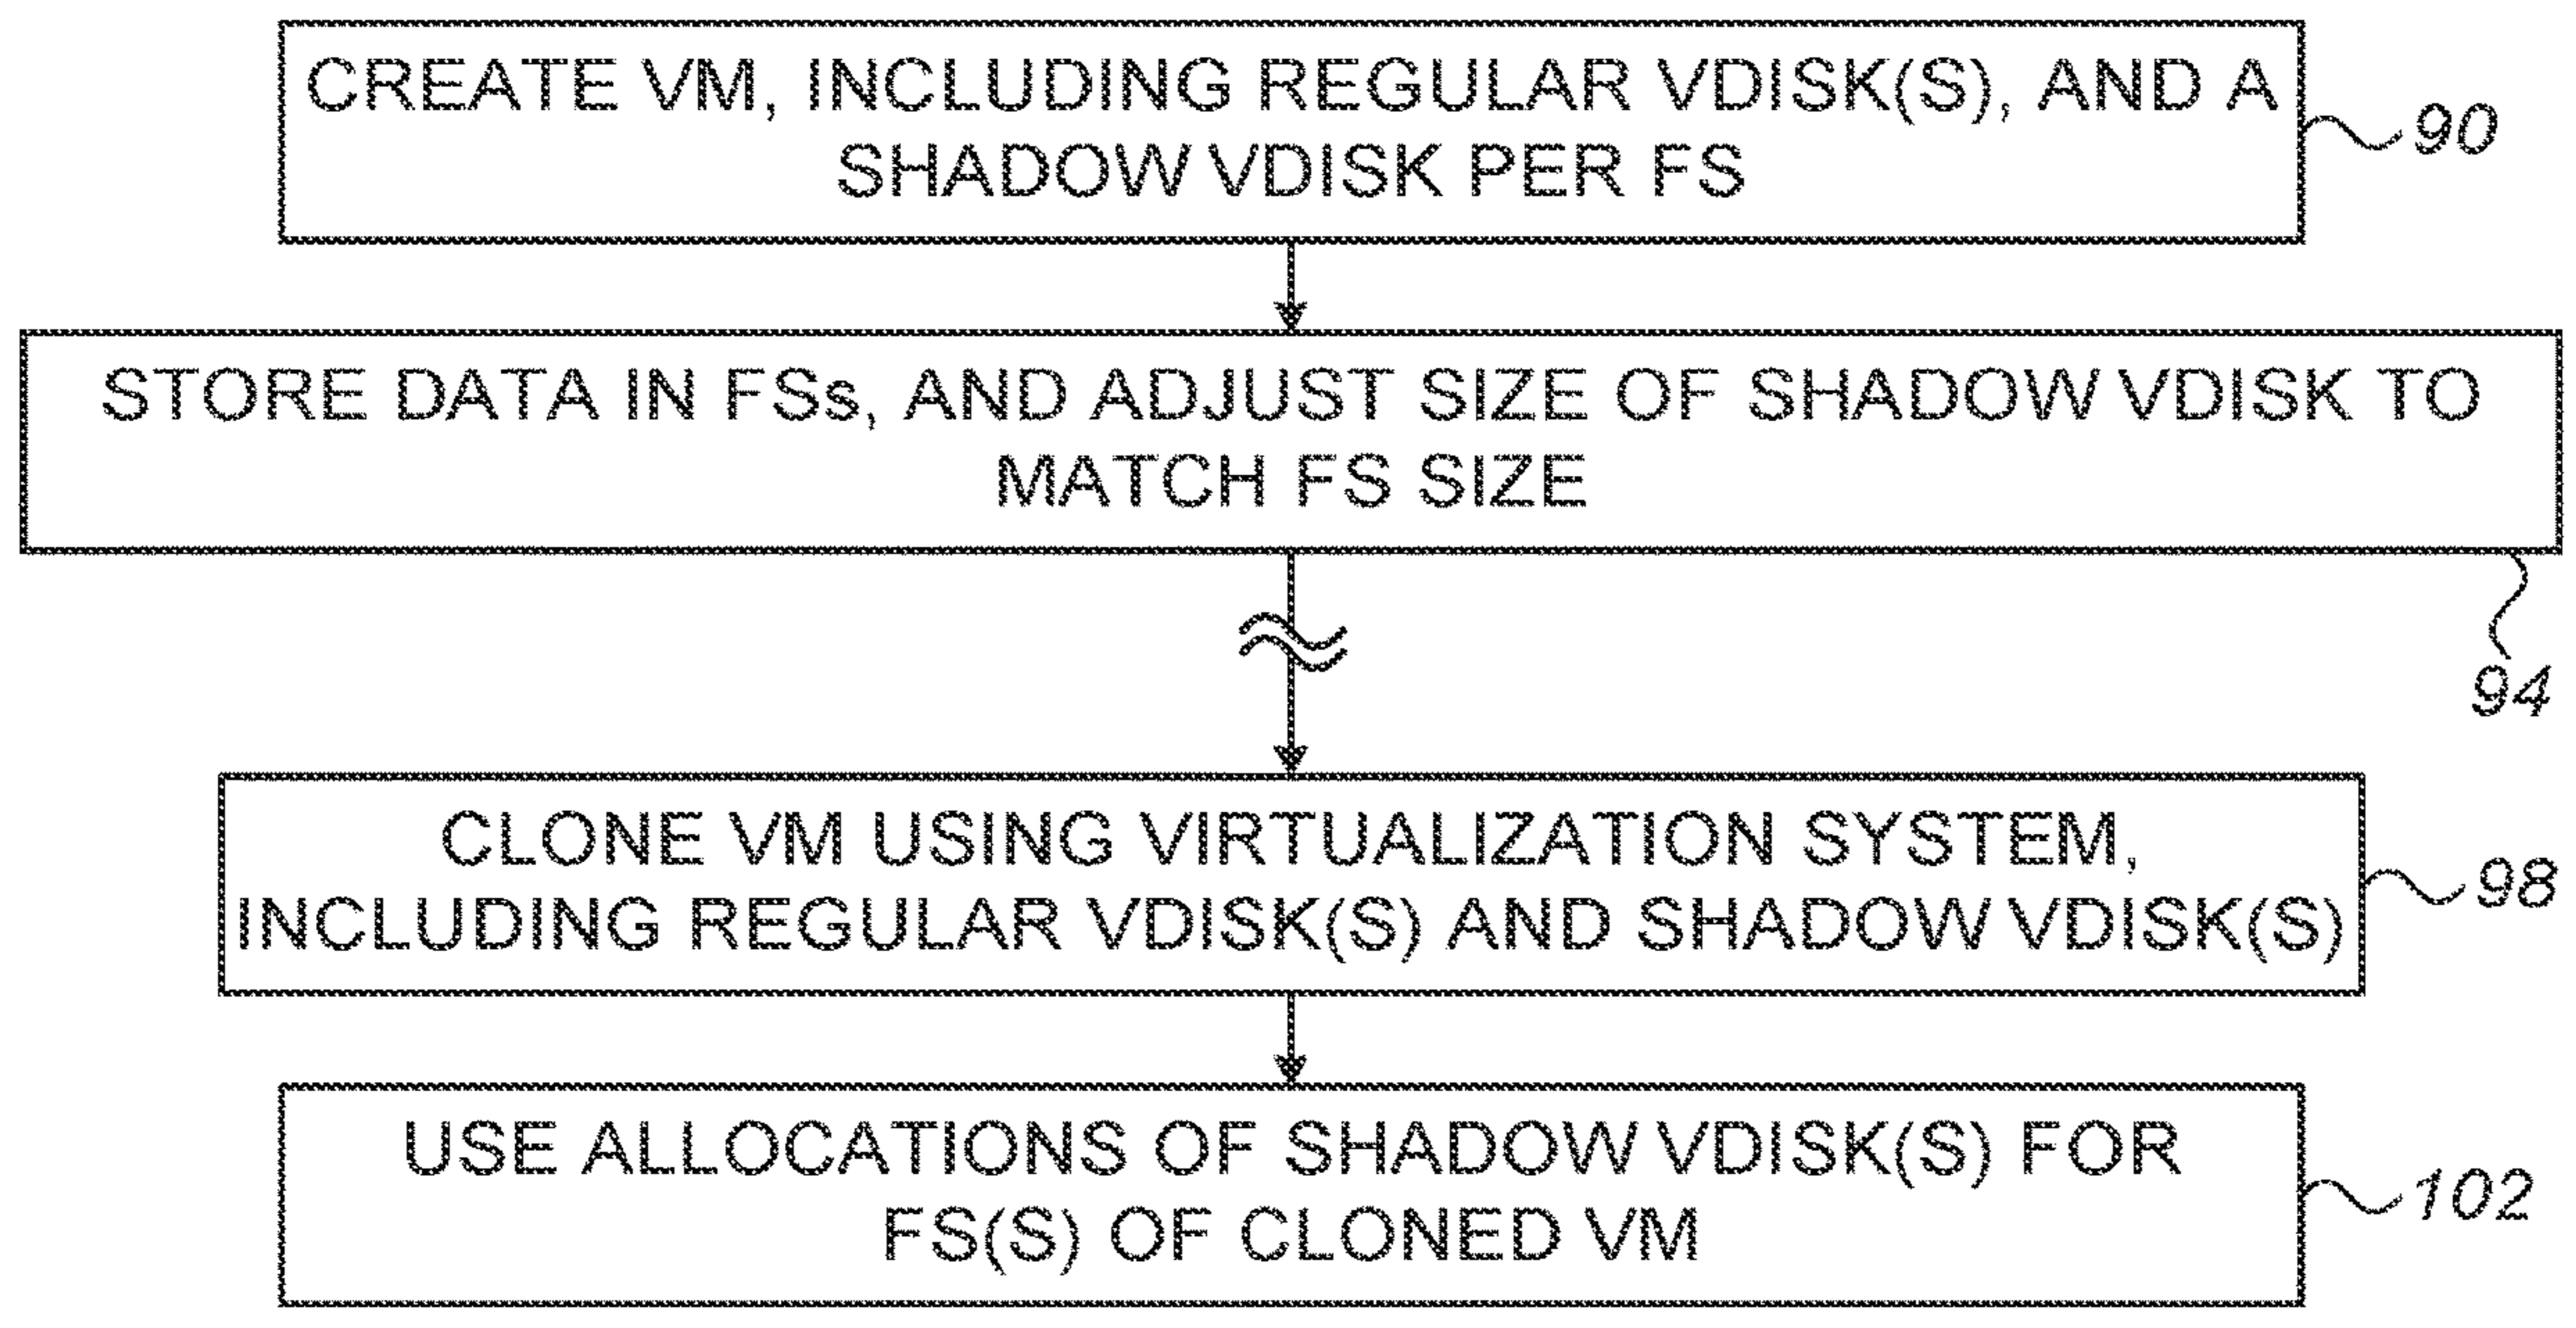 CREATE VM, INCLUDING REGULAR VDISK(S), AND A
SHADOW VDISK PER FS
90
STORE DATA IN FSs, AND ADJUST SIZE OF SHADOW VDISK TO
MATCH FS SIZE
94
CLONE VM USING VIRTUALIZATION SYSTEM,
INCLUDING REGULAR VDISK(S) AND SHADOW VDISK(S)
98
USE ALLOCATIONS OF SHADOW VDISK(S) FOR
FS(S) OF CLONED VM
102